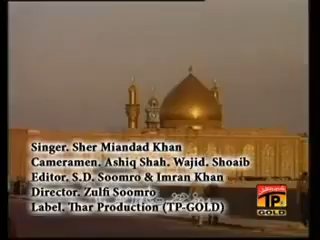 Singer. Sher Miandad Khan
Cameramen. Ashiq Shah. Wajid. Shoaib
Editor. S.D. Soomro & Imran Khan
Director. Zulfi Soomro
Label. Thar Production (TP-GOLD)
TP
GOLD